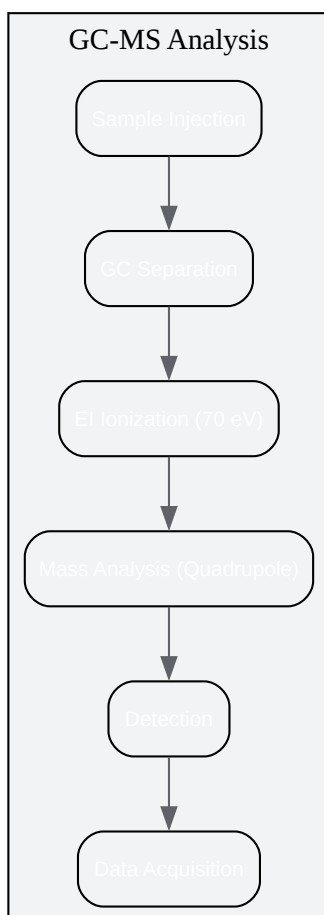 GC-MS Analysis
Sample Injection
GC Separation
EI Ionization (70 eV)
Mass Analysis (Quadrupole)
Detection
Data Acquisition